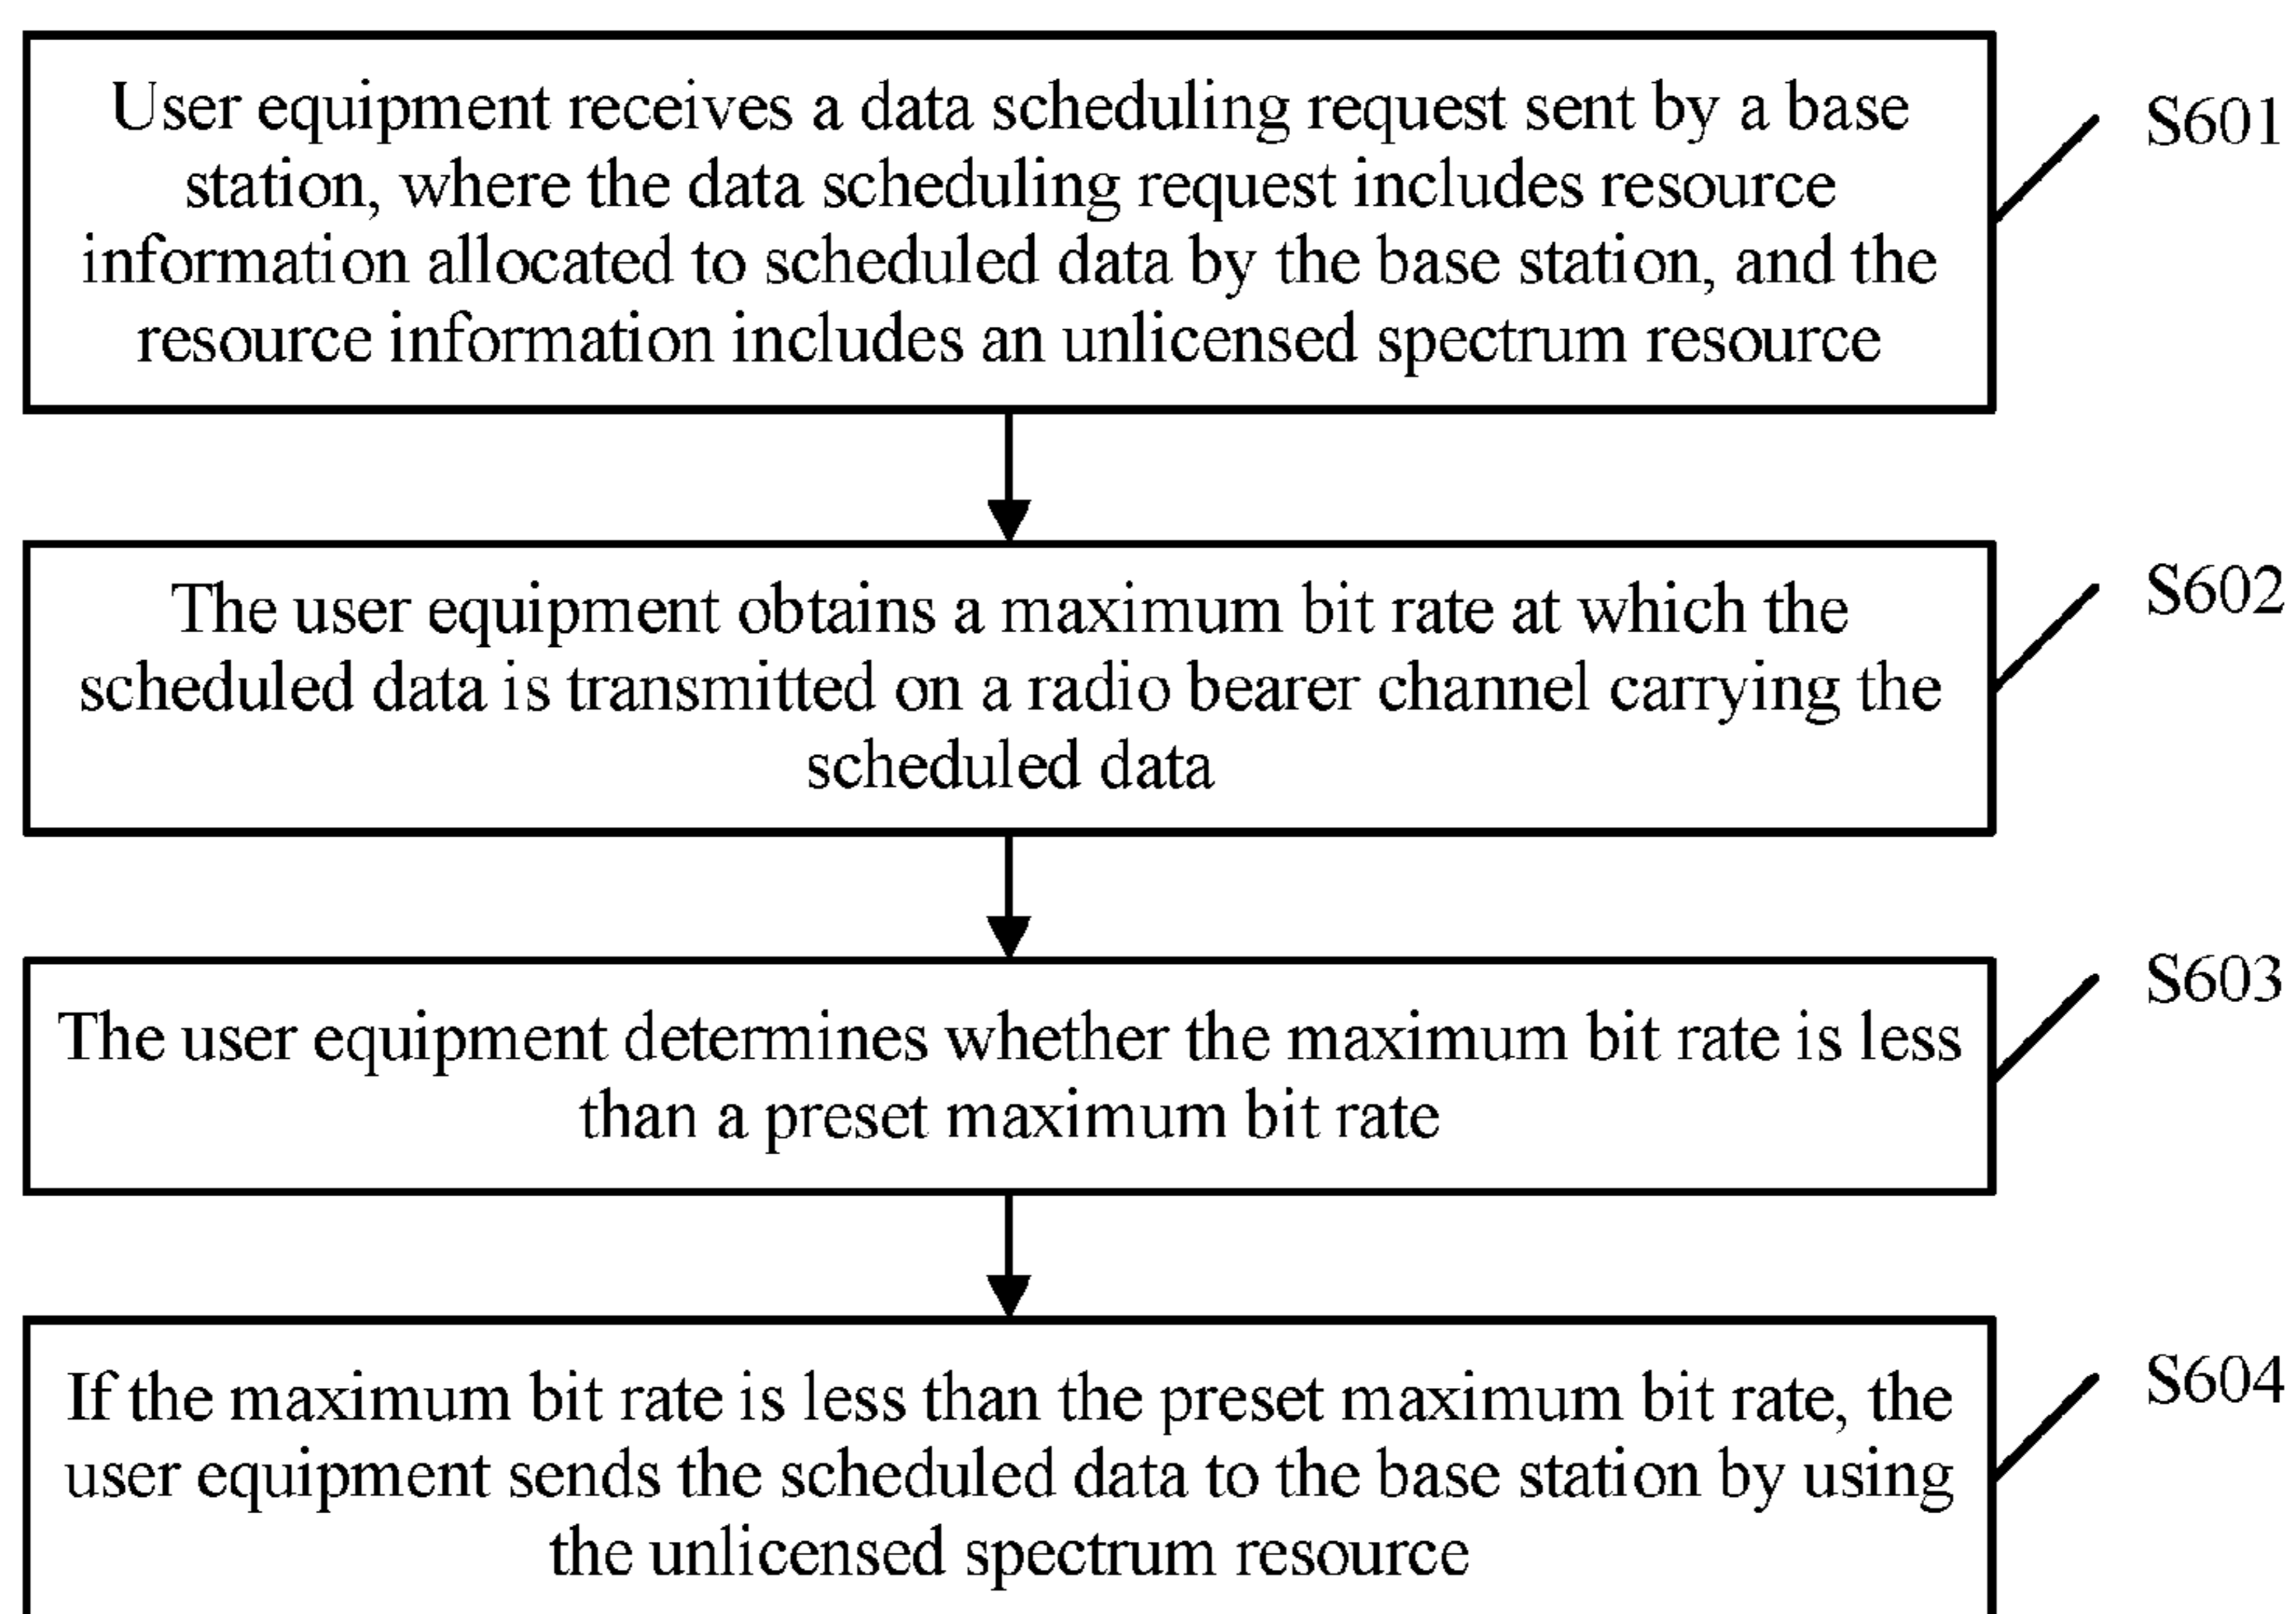 User equipment receives a data scheduling request sent by a base
station, where the data scheduling request includes resource
information allocated to scheduled data by the base station, and the
resource information includes an unlicensed spectrum resource
S601
The user equipment obtains a maximum bit rate at which the
scheduled data is transmitted on a radio bearer channel carrying the
scheduled data
S602
The user equipment determines whether the maximum bit rate is less
than a preset maximum bit rate
S603
If the maximum bit rate is less than the preset maximum bit rate, the
user equipment sends the scheduled data to the base station by using
the unlicensed spectrum resource
S604